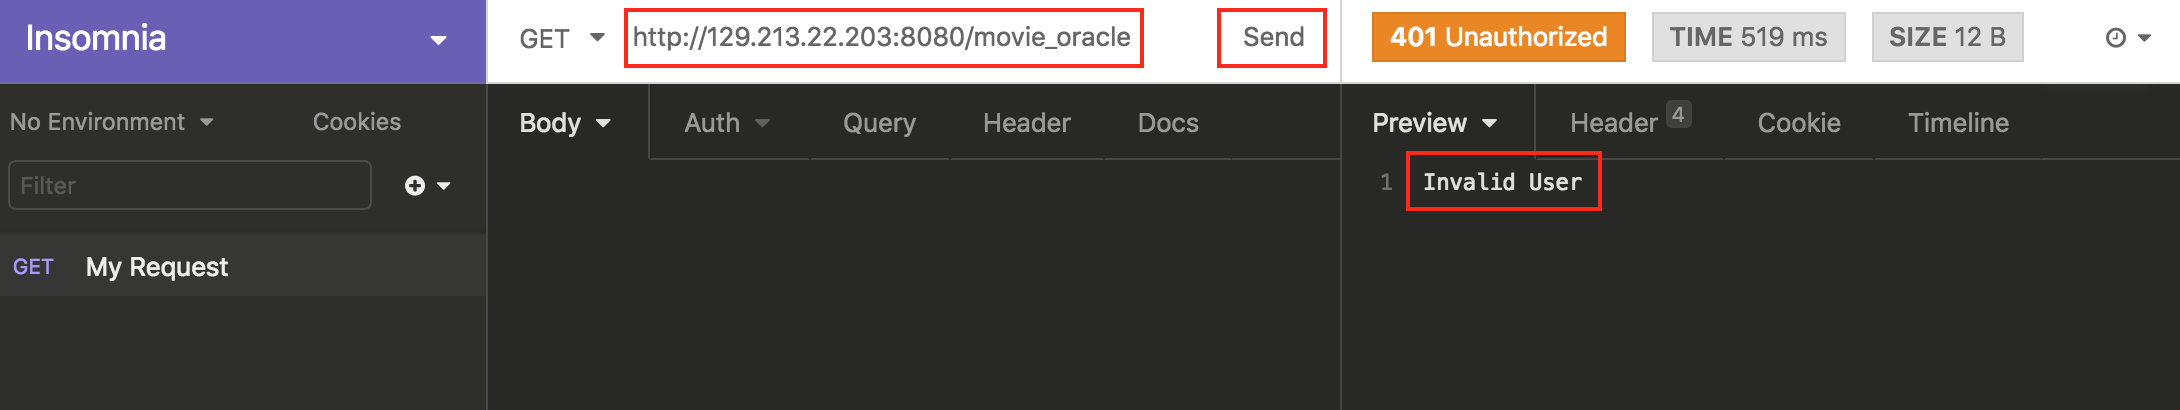 Insomnia
GET http://129.213.22.203:8080/movie_oracle Send
401 Unauthorized TIME 519 ms SIZE 12 B
No Environment Cookies
Body Auth Query Header Docs
Preview Header 4 Cookie Timeline
Filter
1 Invalid User
GET My Request